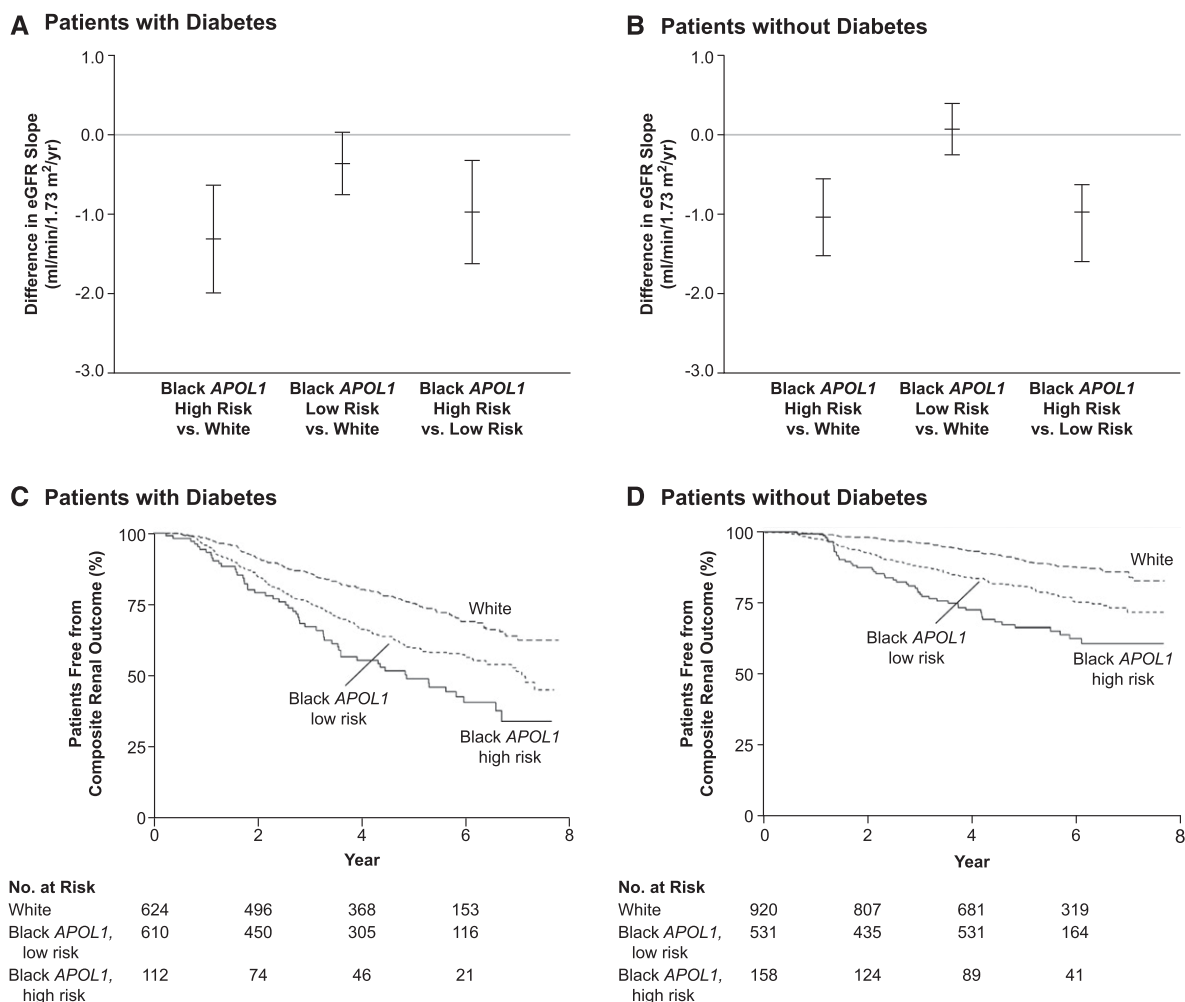 A Patients with Diabetes
1.0
0.0
-1.0
-2.0
-3.0
Difference in eGFR Slope
(ml/min/1.73 m²/yr)
Black APOL1
High Risk
vs. White
Black APOL1
Low Risk
vs. White
Black APOL1
High Risk
vs. Low Risk
B Patients without Diabetes
1.0
0.0
-1.0
-2.0
-3.0
Difference in eGFR Slope
(ml/min/1.73 m²/yr)
Black APOL1
High Risk
vs. White
Black APOL1
Low Risk
vs. White
Black APOL1
High Risk
vs. Low Risk
C Patients with Diabetes
100
75
50
25
0
Patients Free from
Composite Renal Outcome (%)
White
Black APOL1
low risk
Black APOL1
high risk
0 2 4 6 8
Year
No. at Risk
White 624 496 368 153
Black APOL1, 610 450 305 116
low risk
Black APOL1, 112 74 46 21
high risk
D Patients without Diabetes
100
75
50
25
0
Patients Free from
Composite Renal Outcome (%)
White
Black APOL1
low risk
Black APOL1
high risk
0 2 4 6 8
Year
No. at Risk
White 920 807 681 319
Black APOL1, 531 435 531 164
low risk
Black APOL1, 158 124 89 41
high risk